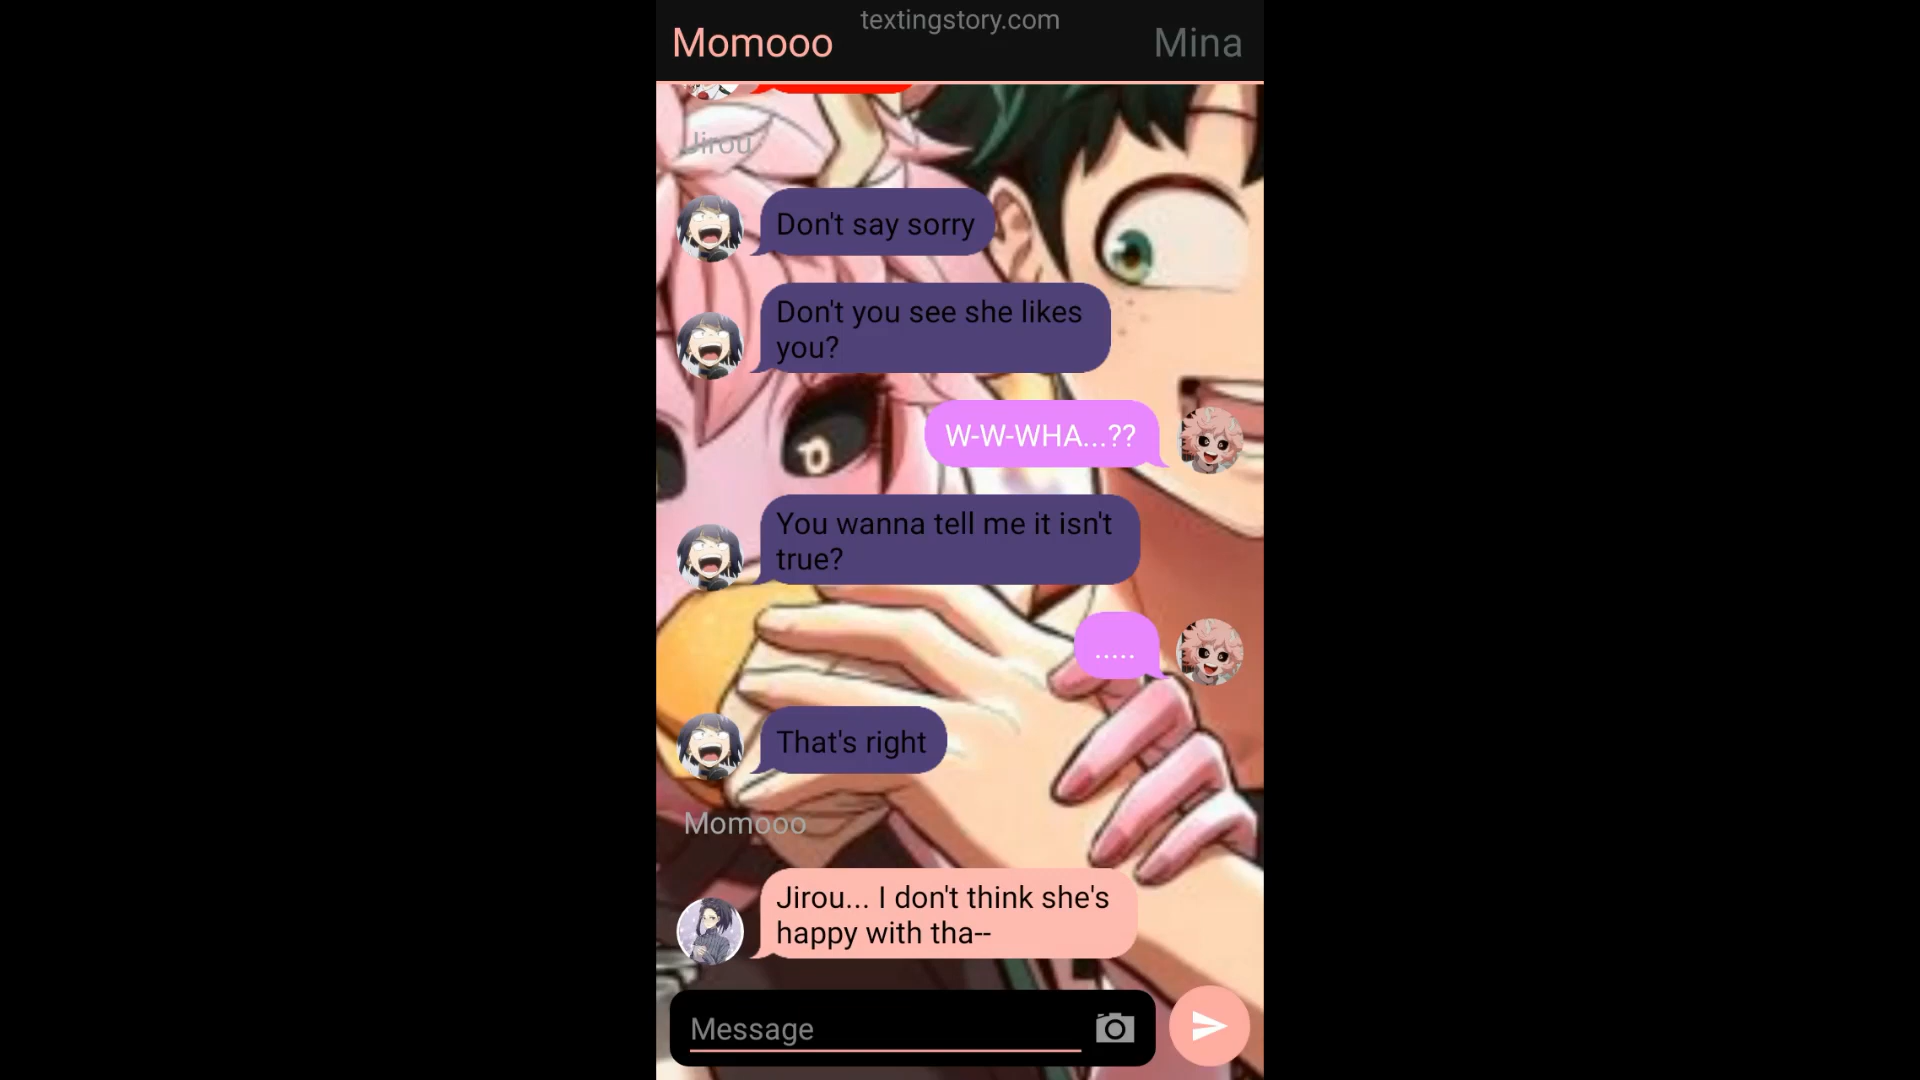 textingstory.com
Momooo
Mina
Jirou
Don't say sorry
Don't you see she likes
you?
W-W-WHA...??
You wanna tell me it isn't
true?
.....
That's right
Momooo
Jirou... I don't think she's
happy with tha--
Message